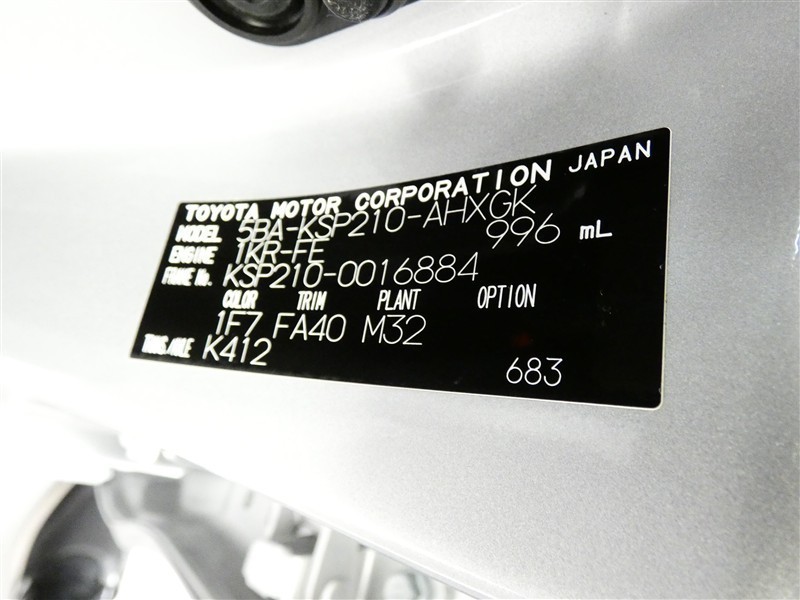 TOYOTA MOTOR CORPORATION JAPAN
MODEL 5BA-KSP210-AHXGK
ENGINE 1KR-FE 996 mL
FRAME No. KSP210-0016884
COLOR TRIM PLANT OPTION
1F7 FA40 M32
TRANS/AXLE K412
683